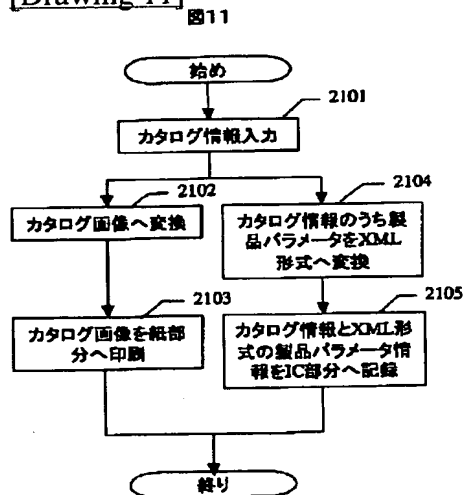 [Drawing 11]
図11
始め
2101
カタログ情報入力
2102
カタログ画像へ変換
2104
カタログ情報のうち製
品パラメータをXML
形式へ変換
2103
カタログ画像を紙部
分へ印刷
2105
カタログ情報とXML形
式の製品パラメータ情
報をIC部分へ記録
終り